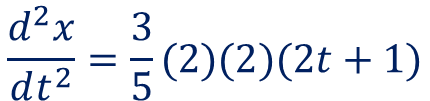 d²x/dt² = 3/5 (2)(2)(2t + 1)